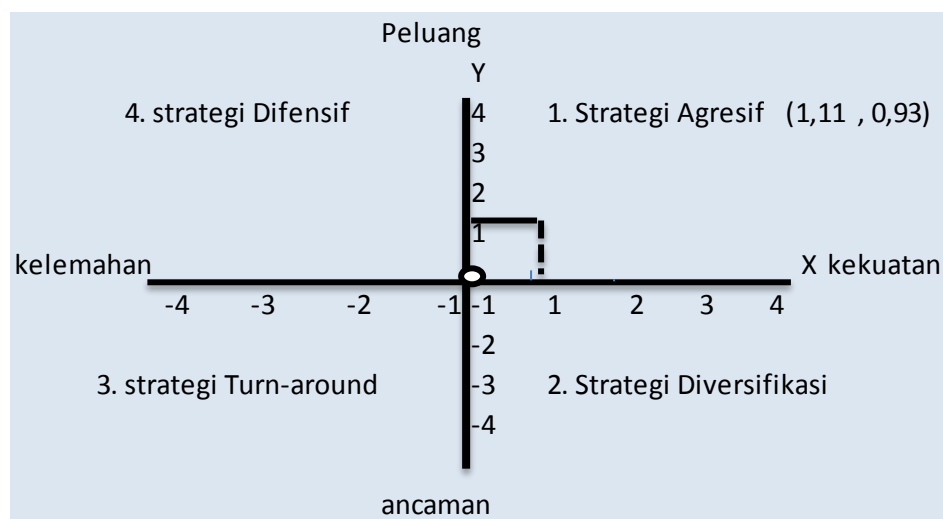 Peluang
Y
4. strategi Difensif 4 1. Strategi Agresif (1,11 , 0,93)
3
2
1
kelemahan X kekuatan
-4 -3 -2 -1 -1 1 2 3 4
-2
3. strategi Turn-around -3 2. Strategi Diversifikasi
-4
ancaman